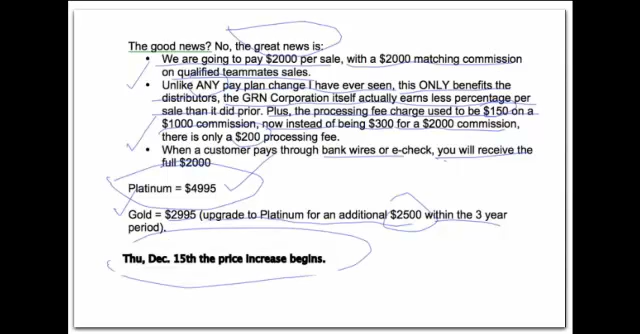 The good news? No, the great news is:
• We are going to pay $2000 per sale, with a $2000 matching commission
on qualified teammates sales.
• Unlike ANY pay plan change I have ever seen, this ONLY benefits the
distributors, the GRN Corporation itself actually earns less percentage per
sale than it did prior. Plus, the processing fee charge used to be $150 on a
$1000 commission, now instead of being $300 for a $2000 commission,
there is only a $200 processing fee.
• When a customer pays through bank wires or e-check, you will receive the
full $2000
Platinum = $4995
Gold = $2995 (upgrade to Platinum for an additional $2500 within the 3 year
period).
Thu, Dec. 15th the price increase begins.